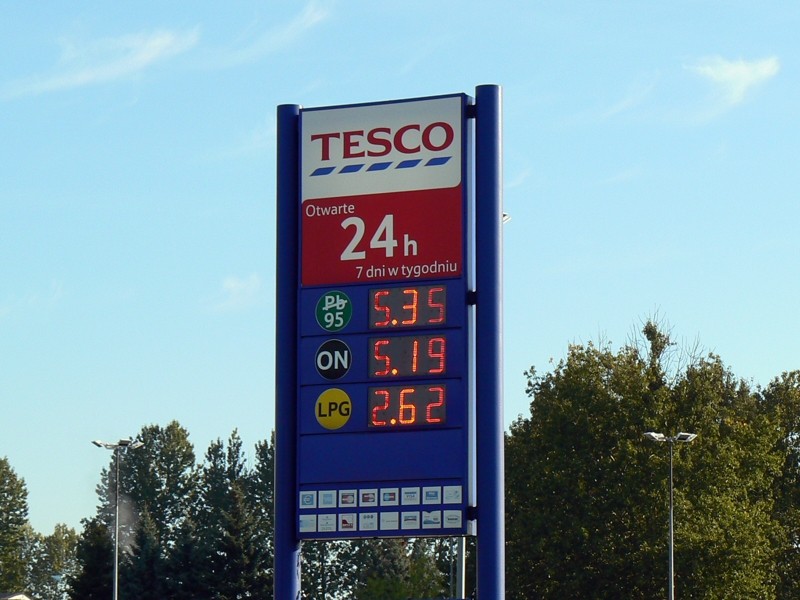 TESCO
Otwarte
24h
7 dni w tygodniu
Pb 95 5.35
ON 5.19
LPG 2.62